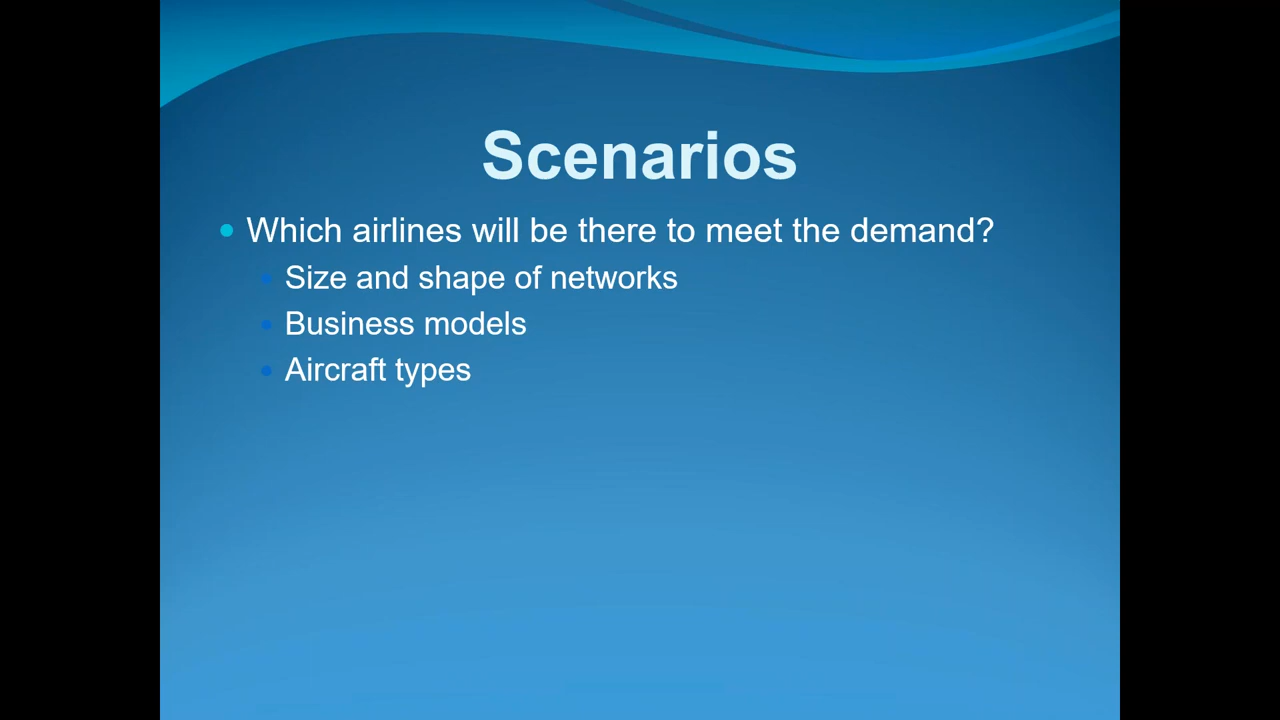 Scenarios
Which airlines will be there to meet the demand?
Size and shape of networks
Business models
Aircraft types